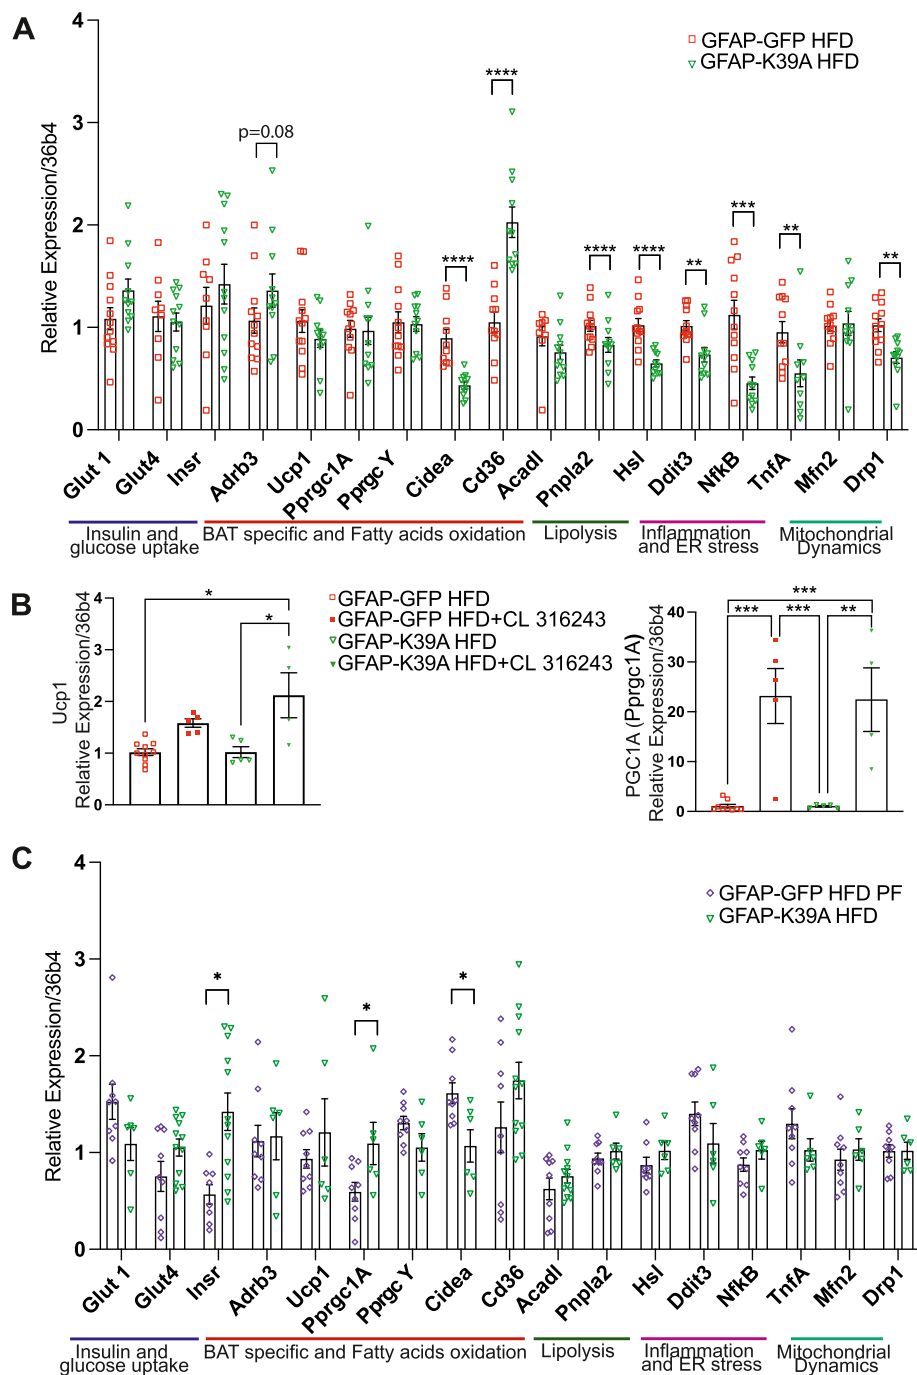 A
4
3
2
1
0
Relative Expression/36b4
GFAP-GFP HFD
GFAP-K39A HFD
p=0.08
****
****
****
****
**
***
**
**
Glut 1
Glut4
Insr
Adrb3
Ucp1
Pprgc1A
Pprgc Y
Cidea
Cd36
Acadl
Pnpla2
Hsl
Ddit3
NfkB
TnfA
Mfn2
Drp1
Insulin and
glucose uptake
BAT specific and Fatty acids oxidation
Lipolysis
Inflammation
and ER stress
Mitochondrial
Dynamics
B
Ucp1
Relative Expression/36b4
4
3
2
1
0
*
*
GFAP-GFP HFD
GFAP-GFP HFD+CL 316243
GFAP-K39A HFD
GFAP-K39A HFD+CL 316243
PGC1A (Pprgc1A)
Relative Expression/36b4
40
30
20
10
0
***
***
***
**
C
4
3
2
1
0
Relative Expression/36b4
GFAP-GFP HFD PF
GFAP-K39A HFD
*
*
*
Glut 1
Glut4
Insr
Adrb3
Ucp1
Pprgc1A
Pprgc Y
Cidea
Cd36
Acadl
Pnpla2
Hsl
Ddit3
NfkB
TnfA
Mfn2
Drp1
Insulin and
glucose uptake
BAT specific and Fatty acids oxidation
Lipolysis
Inflammation
and ER stress
Mitochondrial
Dynamics